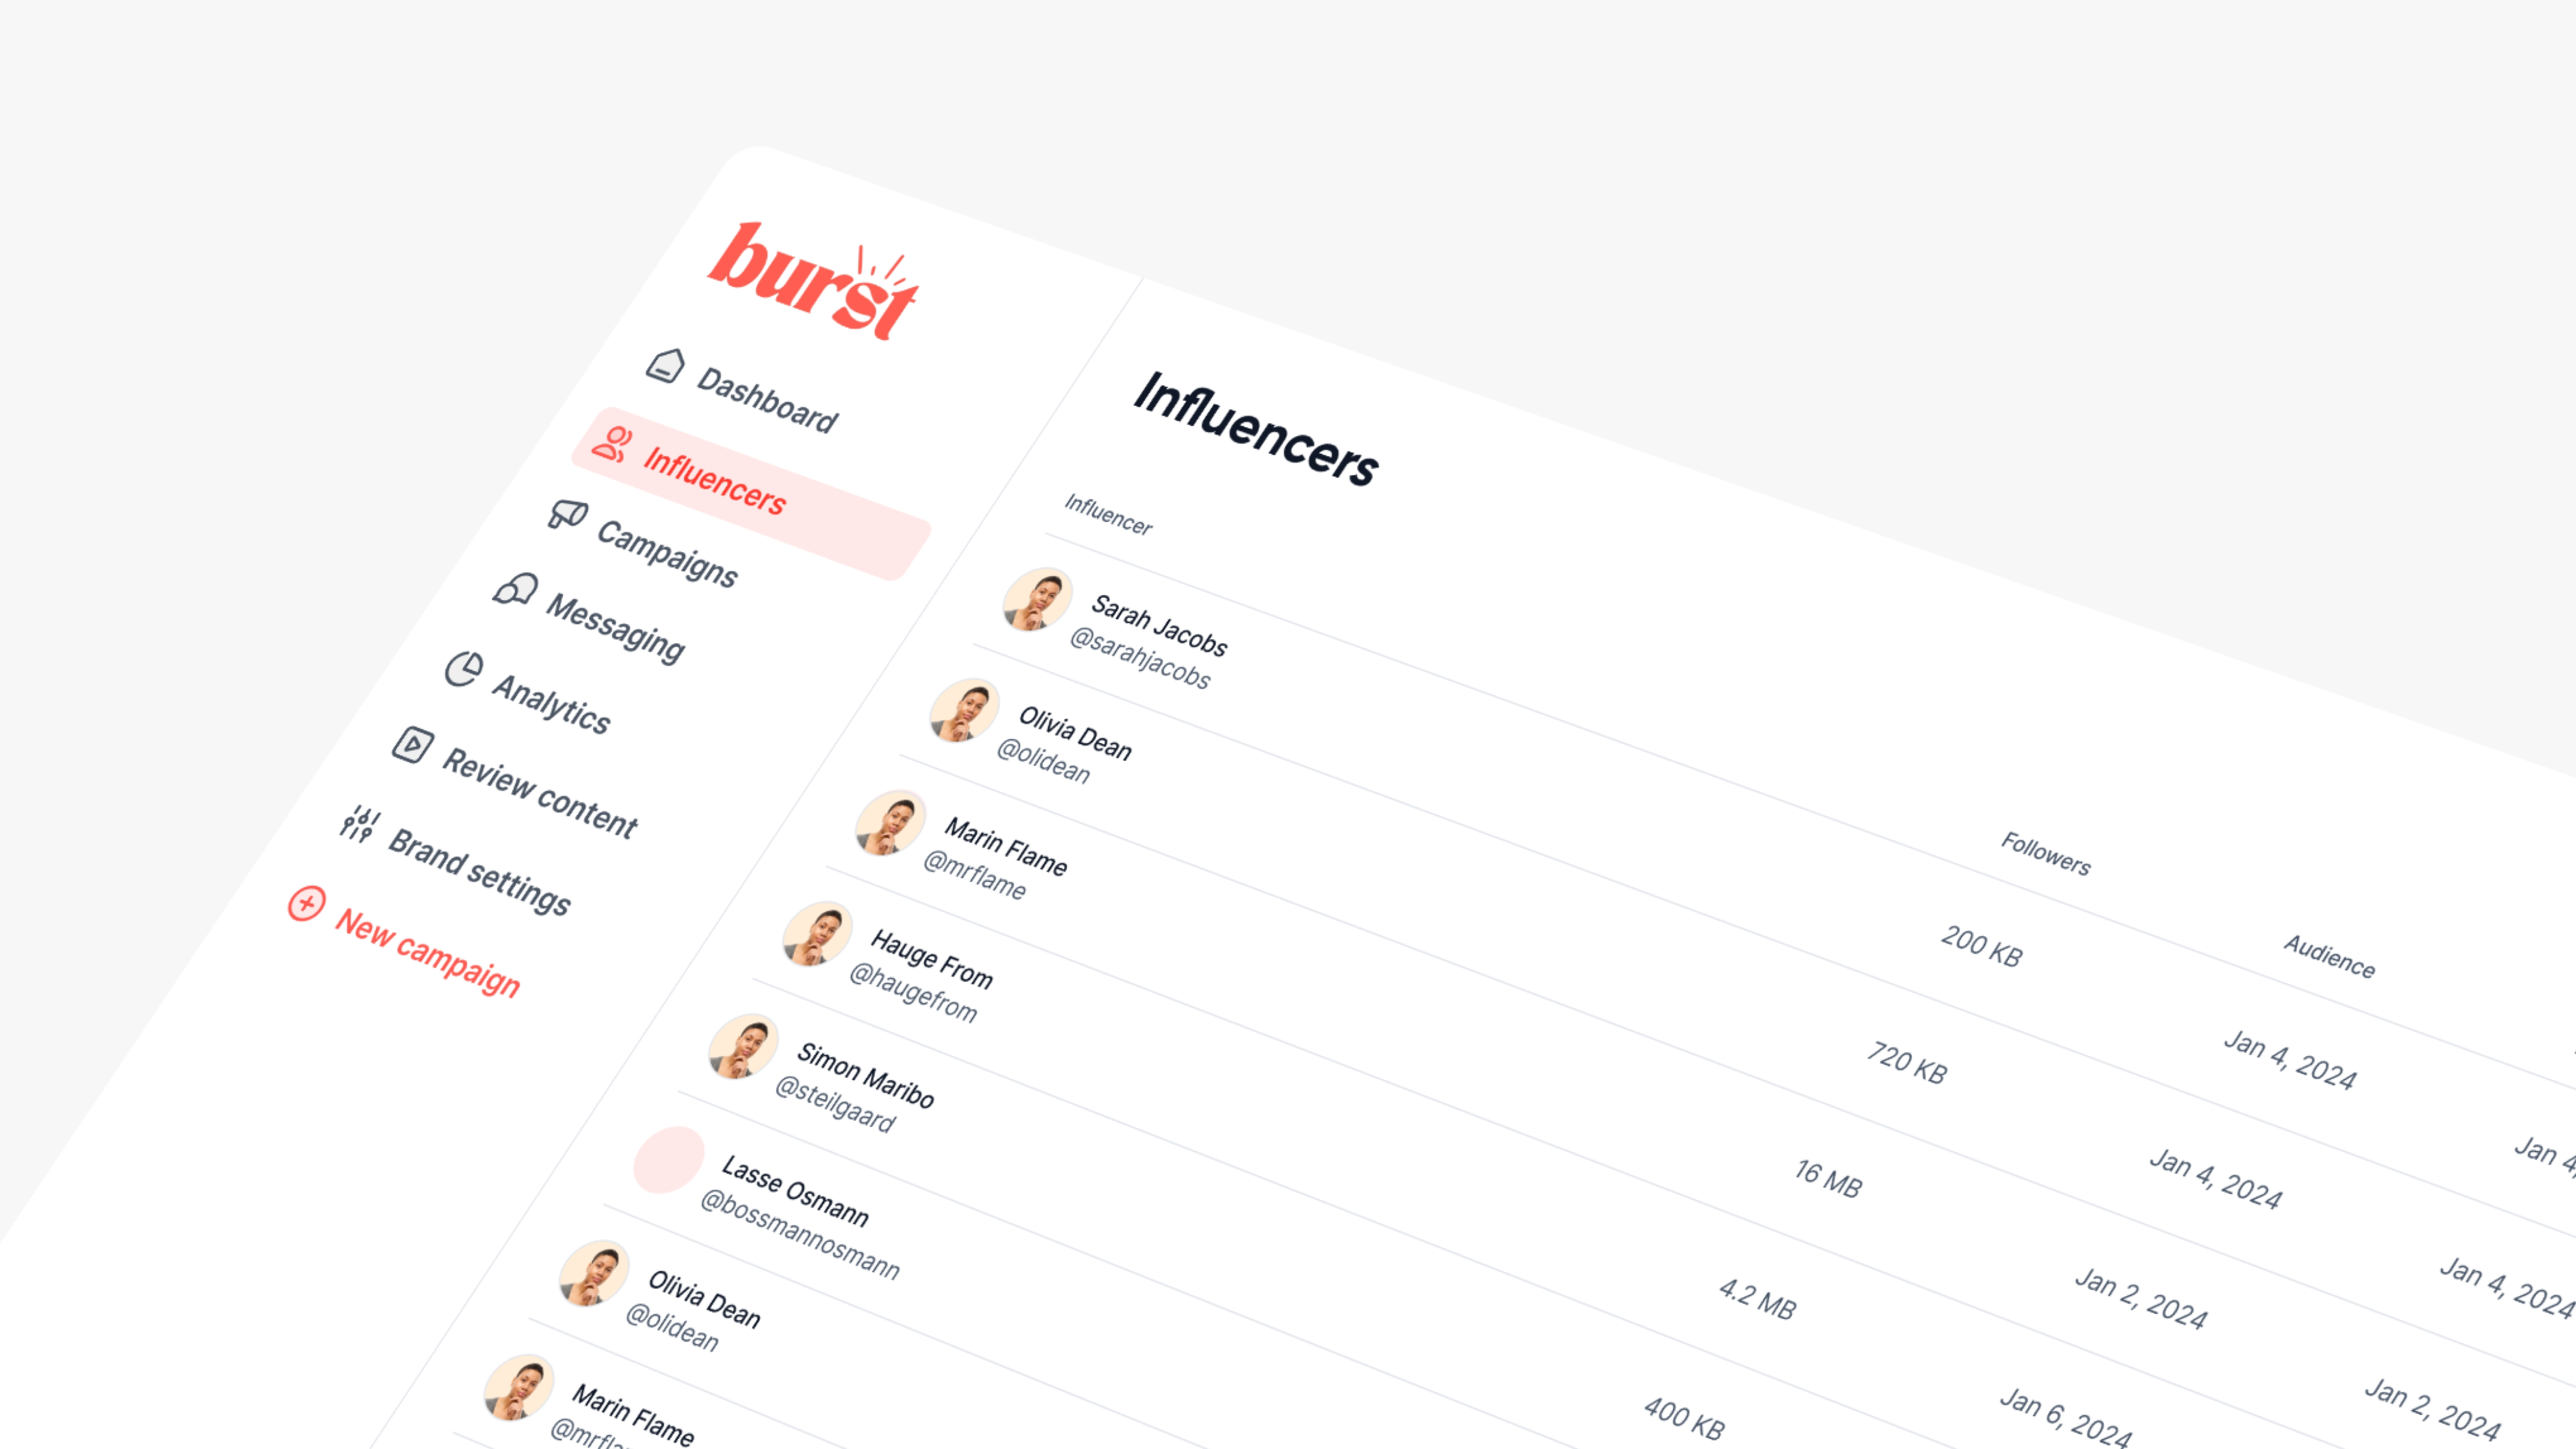 burst
Dashboard
Influencers
Campaigns
Messaging
Analytics
Review content
Brand settings
New campaign
Influencers
Influencer
Followers
Audience
Sarah Jacobs
@sarahjacobs
200 KB
Jan 4, 2024
Jan 4,
Olivia Dean
@olidean
720 KB
Jan 4, 2024
Jan 4, 2024
Marin Flame
@mrflame
16 MB
Jan 2, 2024
Jan 2, 2024
Hauge From
@haugefrom
4.2 MB
Jan 6, 2024
Simon Maribo
@steilgaard
400 KB
Lasse Osmann
@bossmannosmann
Olivia Dean
@olidean
Marin Flame